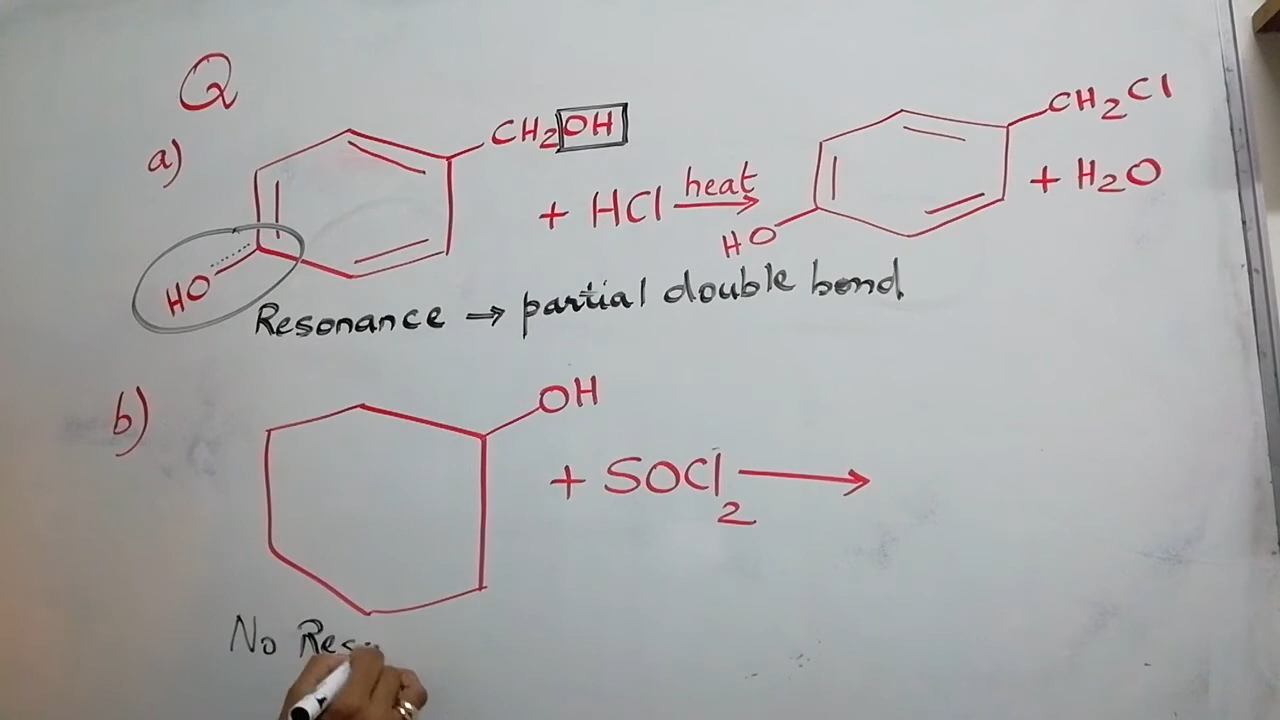 Q
a)
CH2OH + HCl heat → CH2Cl + H2O
HO
HO
Resonance → partial double bond
b)
OH
+ SOCl2 →
No